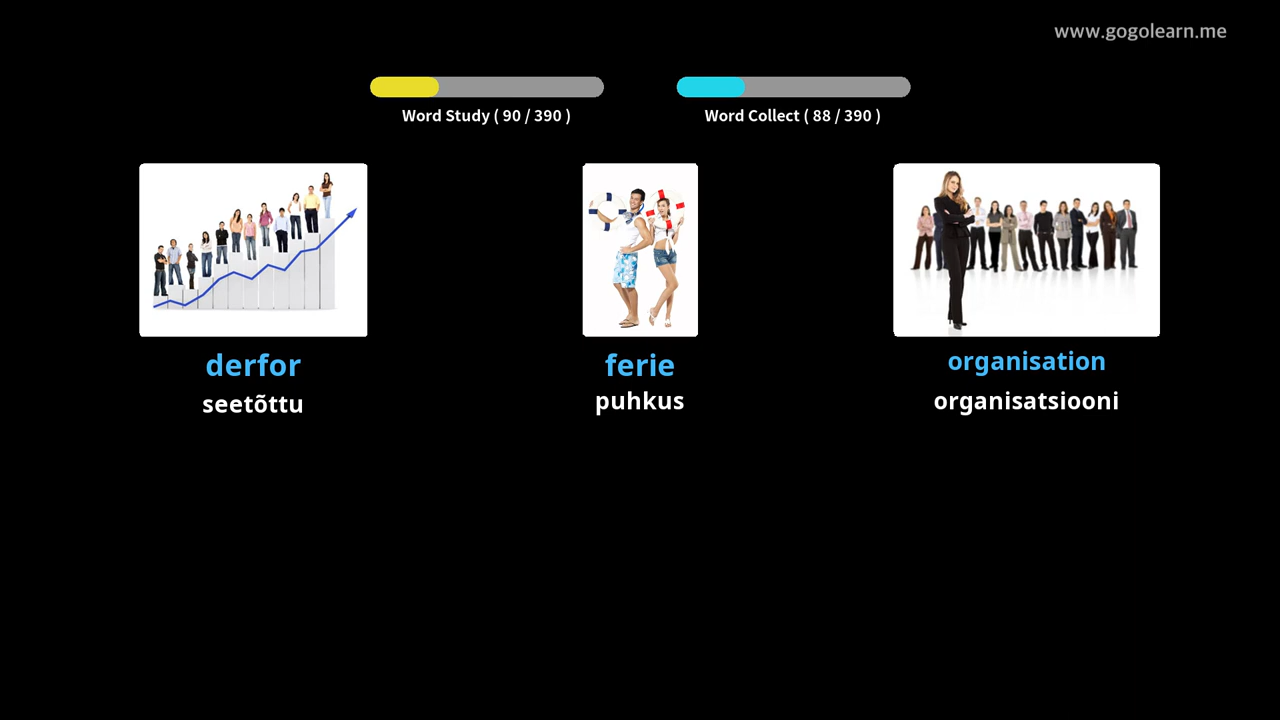 www.gogolearn.me
Word Study ( 90 / 390 )
Word Collect ( 88 / 390 )
derfor
seetõttu
ferie
puhkus
organisation
organisatsiooni